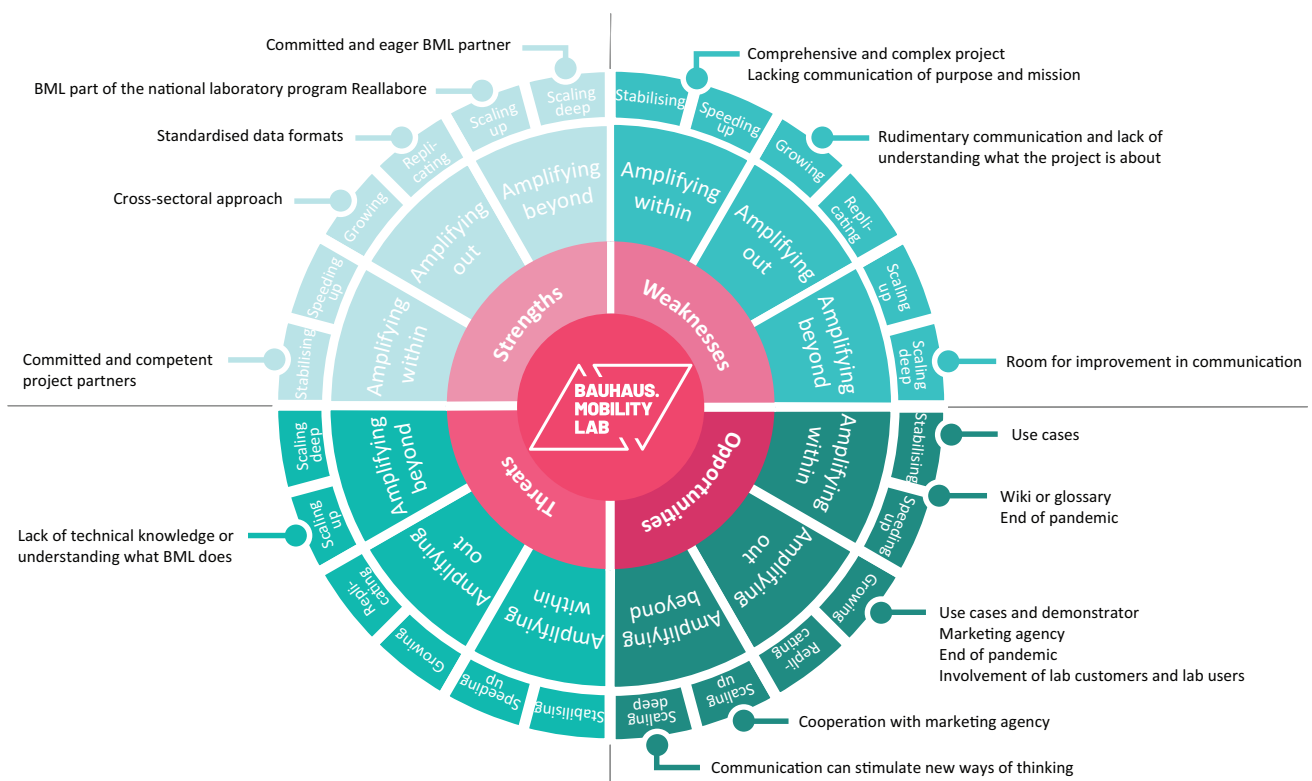 Committed and eager BML partner
BML part of the national laboratory program Reallabore
Standardised data formats
Cross-sectoral approach
Committed and competent
project partners
Scaling
deep
Scaling
up
Repli-
cating
Growing
Speeding
up
Stabilising
Amplifying
beyond
Amplifying
out
Amplifying
within
Strengths
Comprehensive and complex project
Lacking communication of purpose and mission
Rudimentary communication and lack of
understanding what the project is about
Room for improvement in communication
Stabilising
Speeding
up
Growing
Repli-
cating
Scaling
up
Scaling
deep
Amplifying
within
Amplifying
out
Amplifying
beyond
Weaknesses
BAUHAUS.
MOBILITY
LAB
Use cases
Wiki or glossary
End of pandemic
Use cases and demonstrator
Marketing agency
End of pandemic
Involvement of lab customers and lab users
Cooperation with marketing agency
Communication can stimulate new ways of thinking
Stabilising
Speeding
up
Growing
Repli-
cating
Scaling
up
Scaling
deep
Amplifying
within
Amplifying
out
Amplifying
beyond
Opportunities
Lack of technical knowledge or
understanding what BML does
Stabilising
Speeding
up
Growing
Repli-
cating
Scaling
up
Scaling
deep
Amplifying
within
Amplifying
out
Amplifying
beyond
Threats